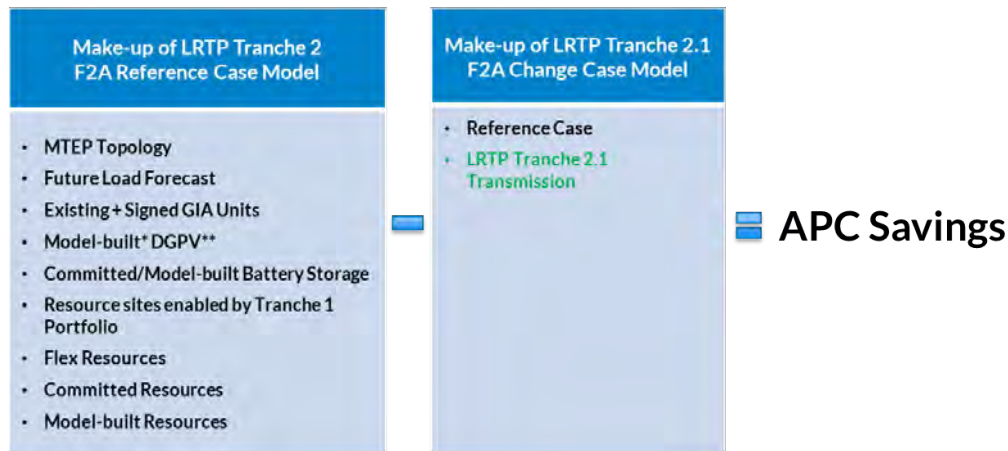 Make-up of LRTP Tranche 2
F2A Reference Case Model
• MTEP Topology
• Future Load Forecast
• Existing + Signed GIA Units
• Model-built* DGPV**
• Committed/Model-built Battery Storage
• Resource sites enabled by Tranche 1
Portfolio
• Flex Resources
• Committed Resources
• Model-built Resources
Make-up of LRTP Tranche 2.1
F2A Change Case Model
• Reference Case
• LRTP Tranche 2.1
Transmission
APC Savings